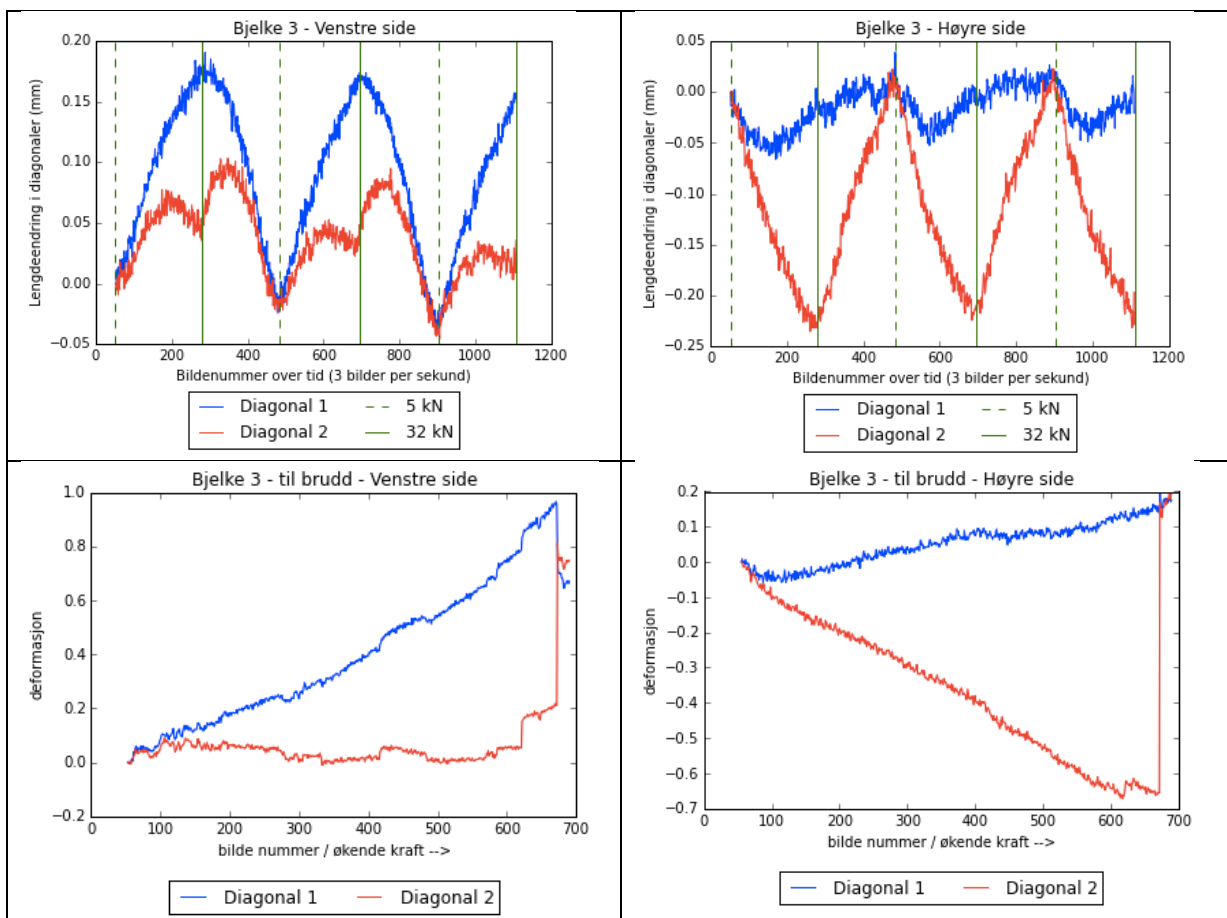 Bjelke 3 - Venstre side
Lengdeendring i diagonaler (mm)
0.20
0.15
0.10
0.05
0.00
−0.05
0 200 400 600 800 1000 1200
Bildenummer over tid (3 bilder per sekund)
Diagonal 1 5 kN
Diagonal 2 32 kN
Bjelke 3 - Høyre side
Lengdeendring i diagonaler (mm)
0.05
0.00
−0.05
−0.10
−0.15
−0.20
−0.25
0 200 400 600 800 1000 1200
Bildenummer over tid (3 bilder per sekund)
Diagonal 1 5 kN
Diagonal 2 32 kN
Bjelke 3 - til brudd - Venstre side
deformasjon
1.0
0.8
0.6
0.4
0.2
0.0
−0.2
0 100 200 300 400 500 600 700
bilde nummer / økende kraft -->
Diagonal 1 Diagonal 2
Bjelke 3 - til brudd - Høyre side
deformasjon
0.2
0.1
0.0
−0.1
−0.2
−0.3
−0.4
−0.5
−0.6
−0.7
0 100 200 300 400 500 600 700
bilde nummer / økende kraft -->
Diagonal 1 Diagonal 2